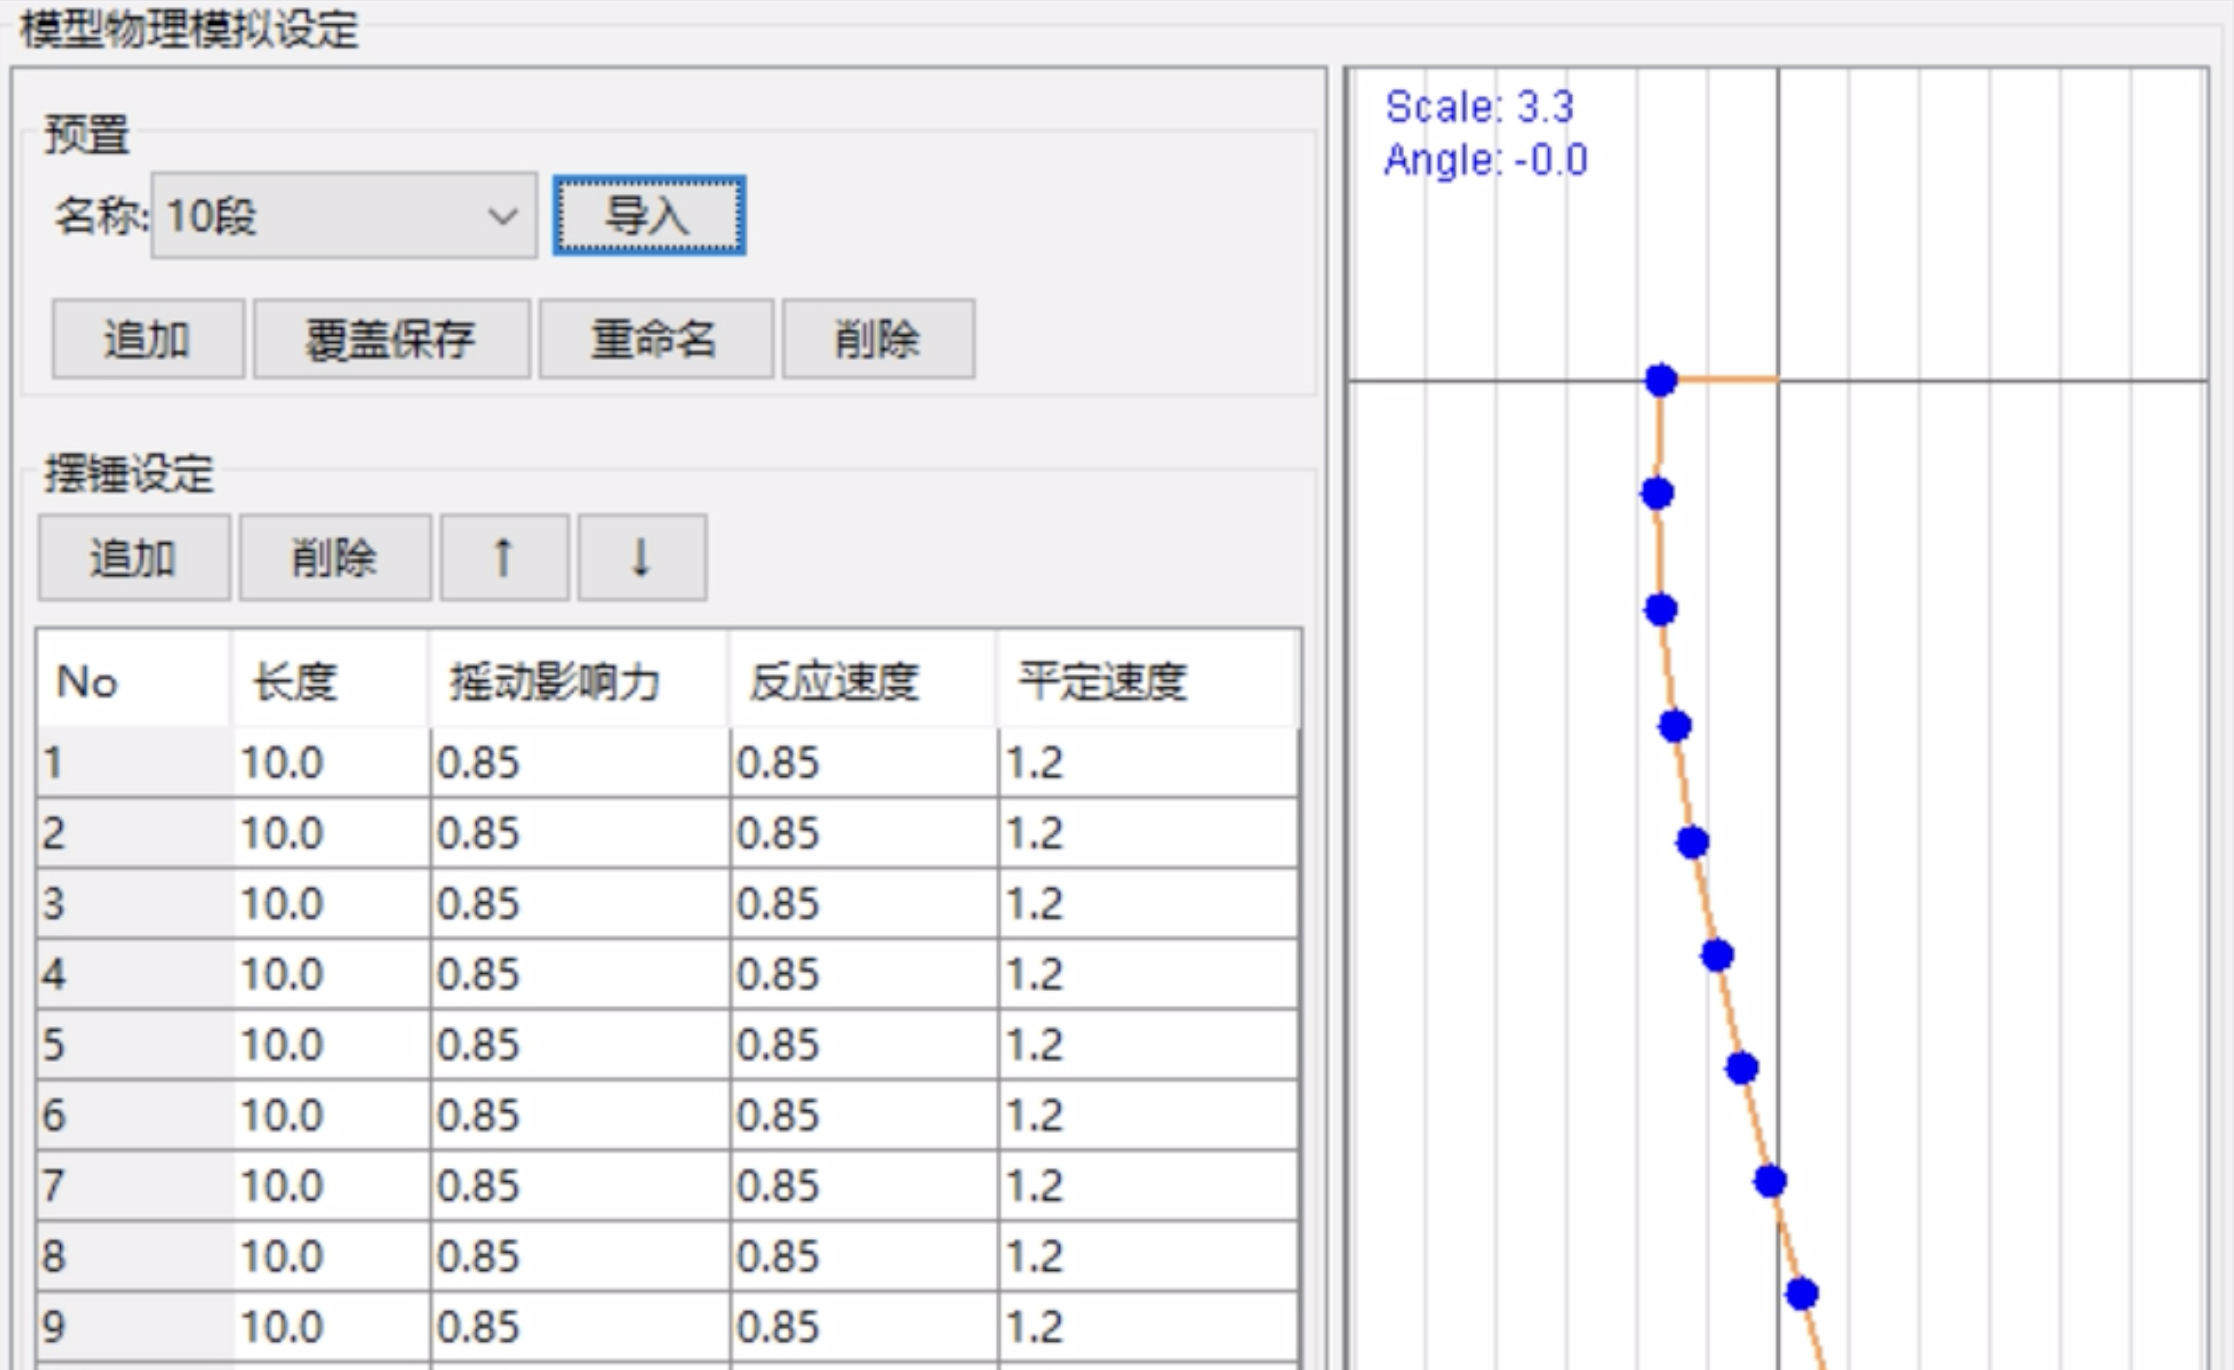 模型物理模拟设定
预置
名称: 10段 导入
追加 覆盖保存 重命名 削除
摆锤设定
追加 削除 ↑ ↓
No 长度 摇动影响力 反应速度 平定速度
1 10.0 0.85 0.85 1.2
2 10.0 0.85 0.85 1.2
3 10.0 0.85 0.85 1.2
4 10.0 0.85 0.85 1.2
5 10.0 0.85 0.85 1.2
6 10.0 0.85 0.85 1.2
7 10.0 0.85 0.85 1.2
8 10.0 0.85 0.85 1.2
9 10.0 0.85 0.85 1.2
Scale: 3.3
Angle: -0.0